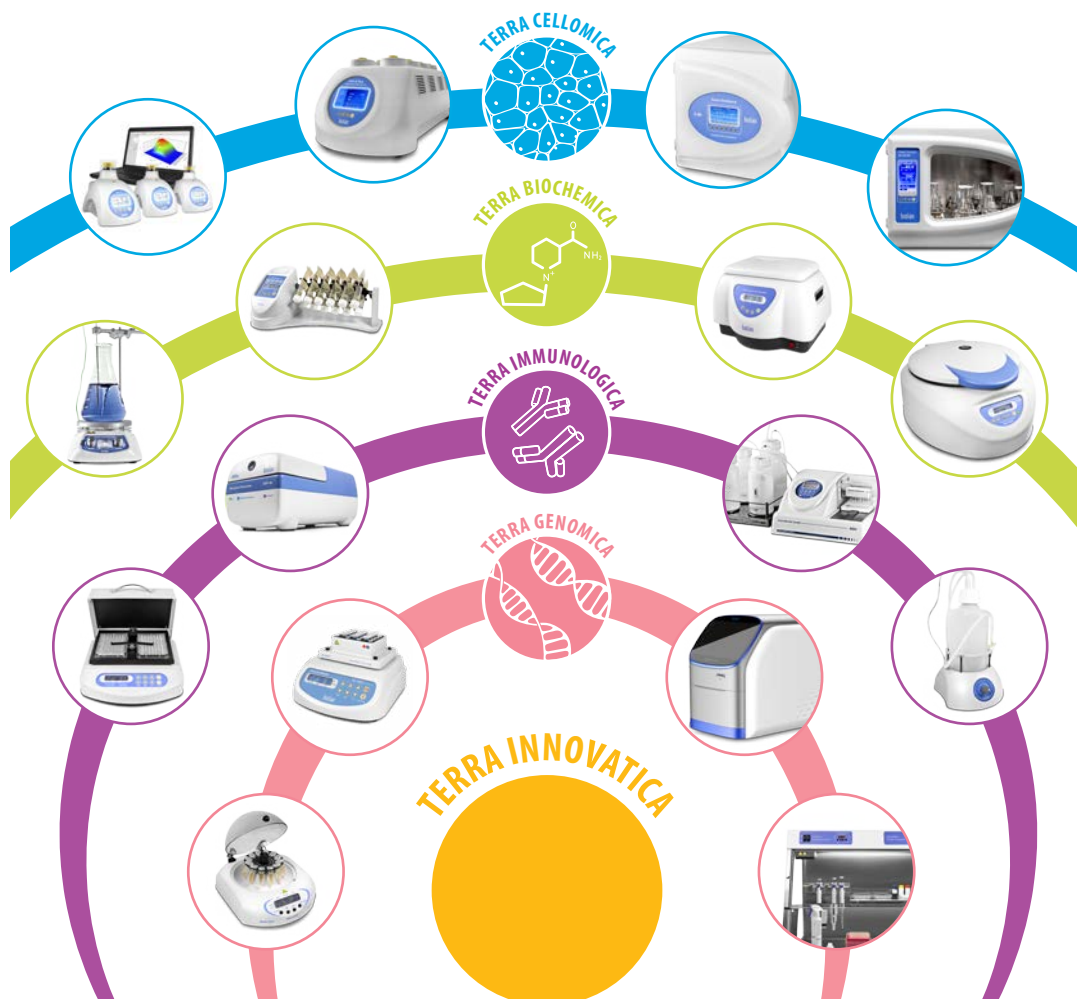 TERRA CELLOMICA
TERRA BIOCHEMICA
O
NH₂
N⁺
TERRA IMMUNOLOGICA
TERRA GENOMICA
TERRA INNOVATICA